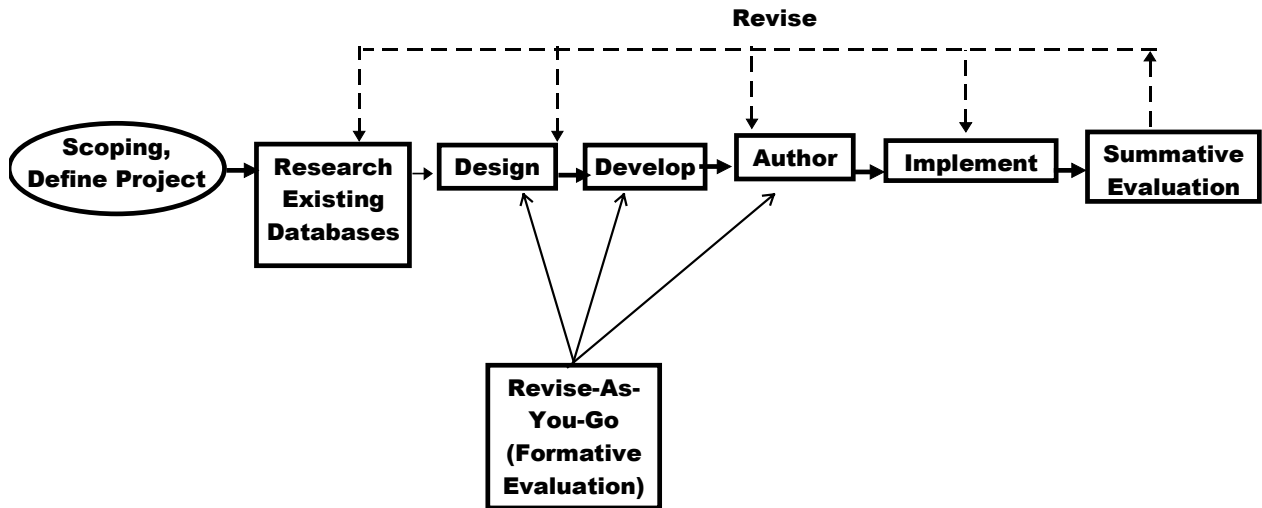 Revise
Scoping,
Define Project
Research
Existing
Databases
Design
Develop
Author
Implement
Summative
Evaluation
Revise-As-
You-Go
(Formative
Evaluation)